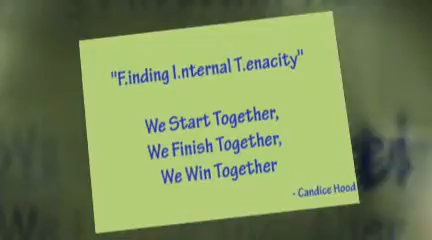 "F.inding I.nternal T.enacity"
We Start Together,
We Finish Together,
We Win Together
- Candice Hood